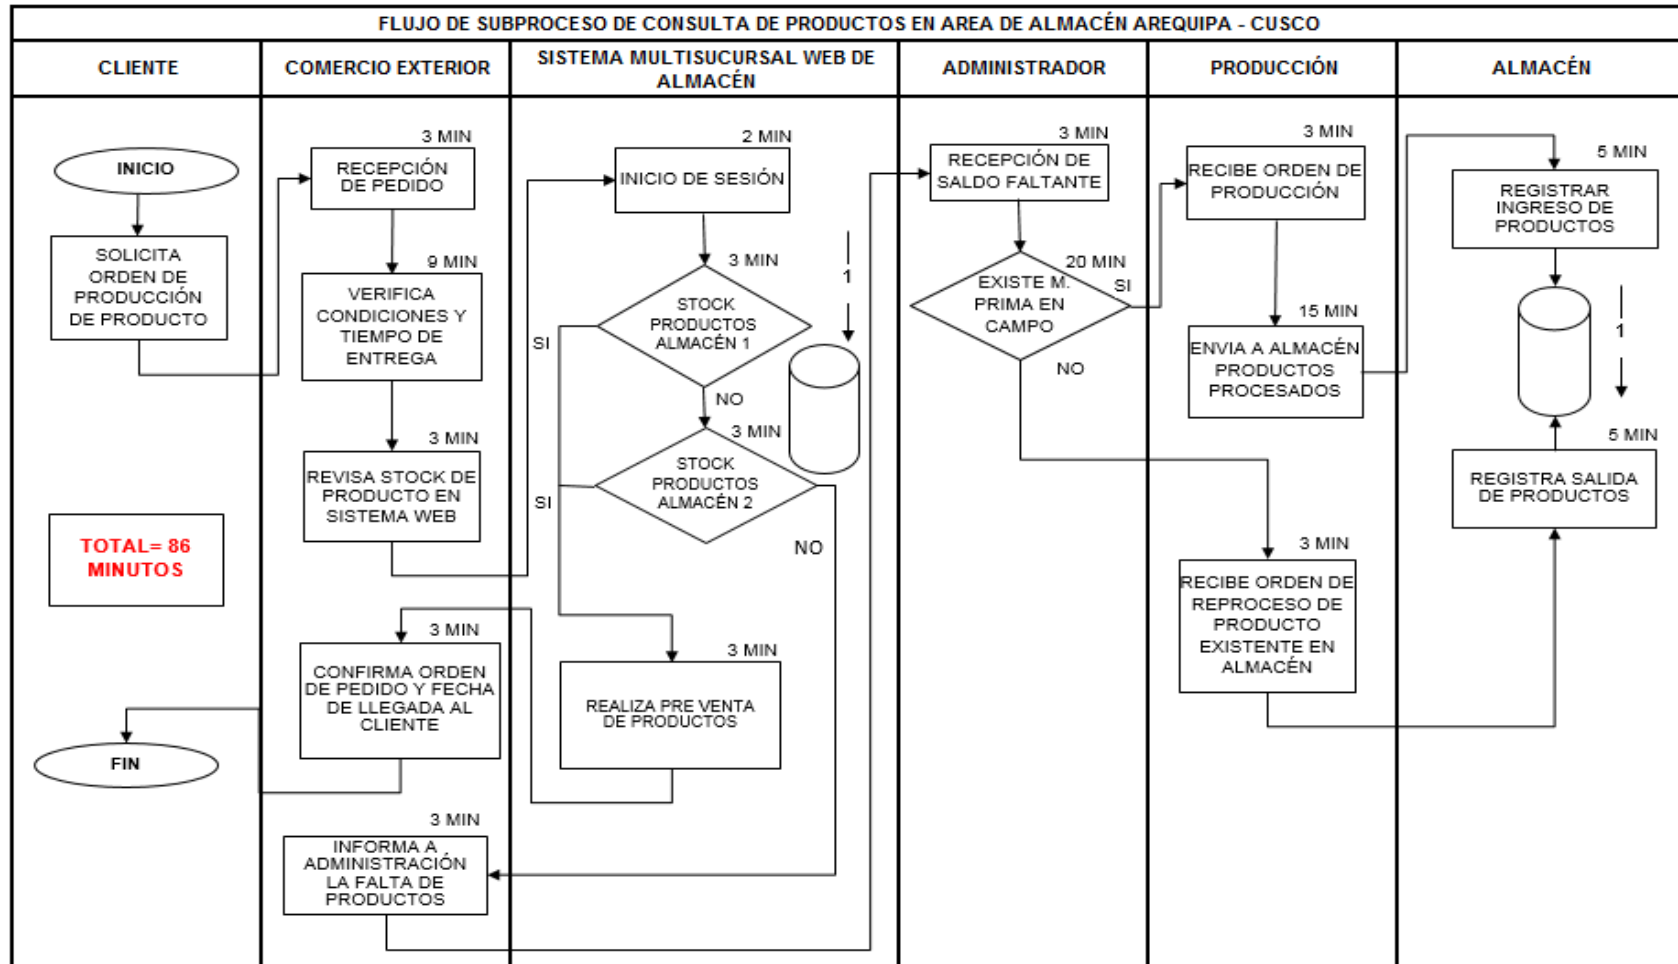 FLUJO DE SUBPROCESO DE CONSULTA DE PRODUCTOS EN AREA DE ALMACÉN AREQUIPA - CUSCO
CLIENTE
COMERCIO EXTERIOR
SISTEMA MULTISUCURSAL WEB DE
ALMACÉN
ADMINISTRADOR
PRODUCCIÓN
ALMACÉN
INICIO
SOLICITA
ORDEN DE
PRODUCCIÓN
DE PRODUCTO
TOTAL= 86
MINUTOS
FIN
3 MIN
RECEPCIÓN
DE PEDIDO
9 MIN
VERIFICA
CONDICIONES Y
TIEMPO DE
ENTREGA
3 MIN
REVISA STOCK DE
PRODUCTO EN
SISTEMA WEB
3 MIN
CONFIRMA ORDEN
DE PEDIDO Y FECHA
DE LLEGADA AL
CLIENTE
3 MIN
INFORMA A
ADMINISTRACIÓN
LA FALTA DE
PRODUCTOS
2 MIN
INICIO DE SESIÓN
3 MIN
STOCK
PRODUCTOS
ALMACÉN 1
SI
NO
1
3 MIN
STOCK
PRODUCTOS
ALMACÉN 2
SI
NO
3 MIN
REALIZA PRE VENTA
DE PRODUCTOS
3 MIN
RECEPCIÓN DE
SALDO FALTANTE
20 MIN
EXISTE M.
PRIMA EN
CAMPO
SI
NO
3 MIN
RECIBE ORDEN DE
PRODUCCIÓN
15 MIN
ENVIA A ALMACÉN
PRODUCTOS
PROCESADOS
3 MIN
RECIBE ORDEN DE
REPROCESO DE
PRODUCTO
EXISTENTE EN
ALMACÉN
5 MIN
REGISTRAR
INGRESO DE
PRODUCTOS
1
5 MIN
REGISTRA SALIDA
DE PRODUCTOS